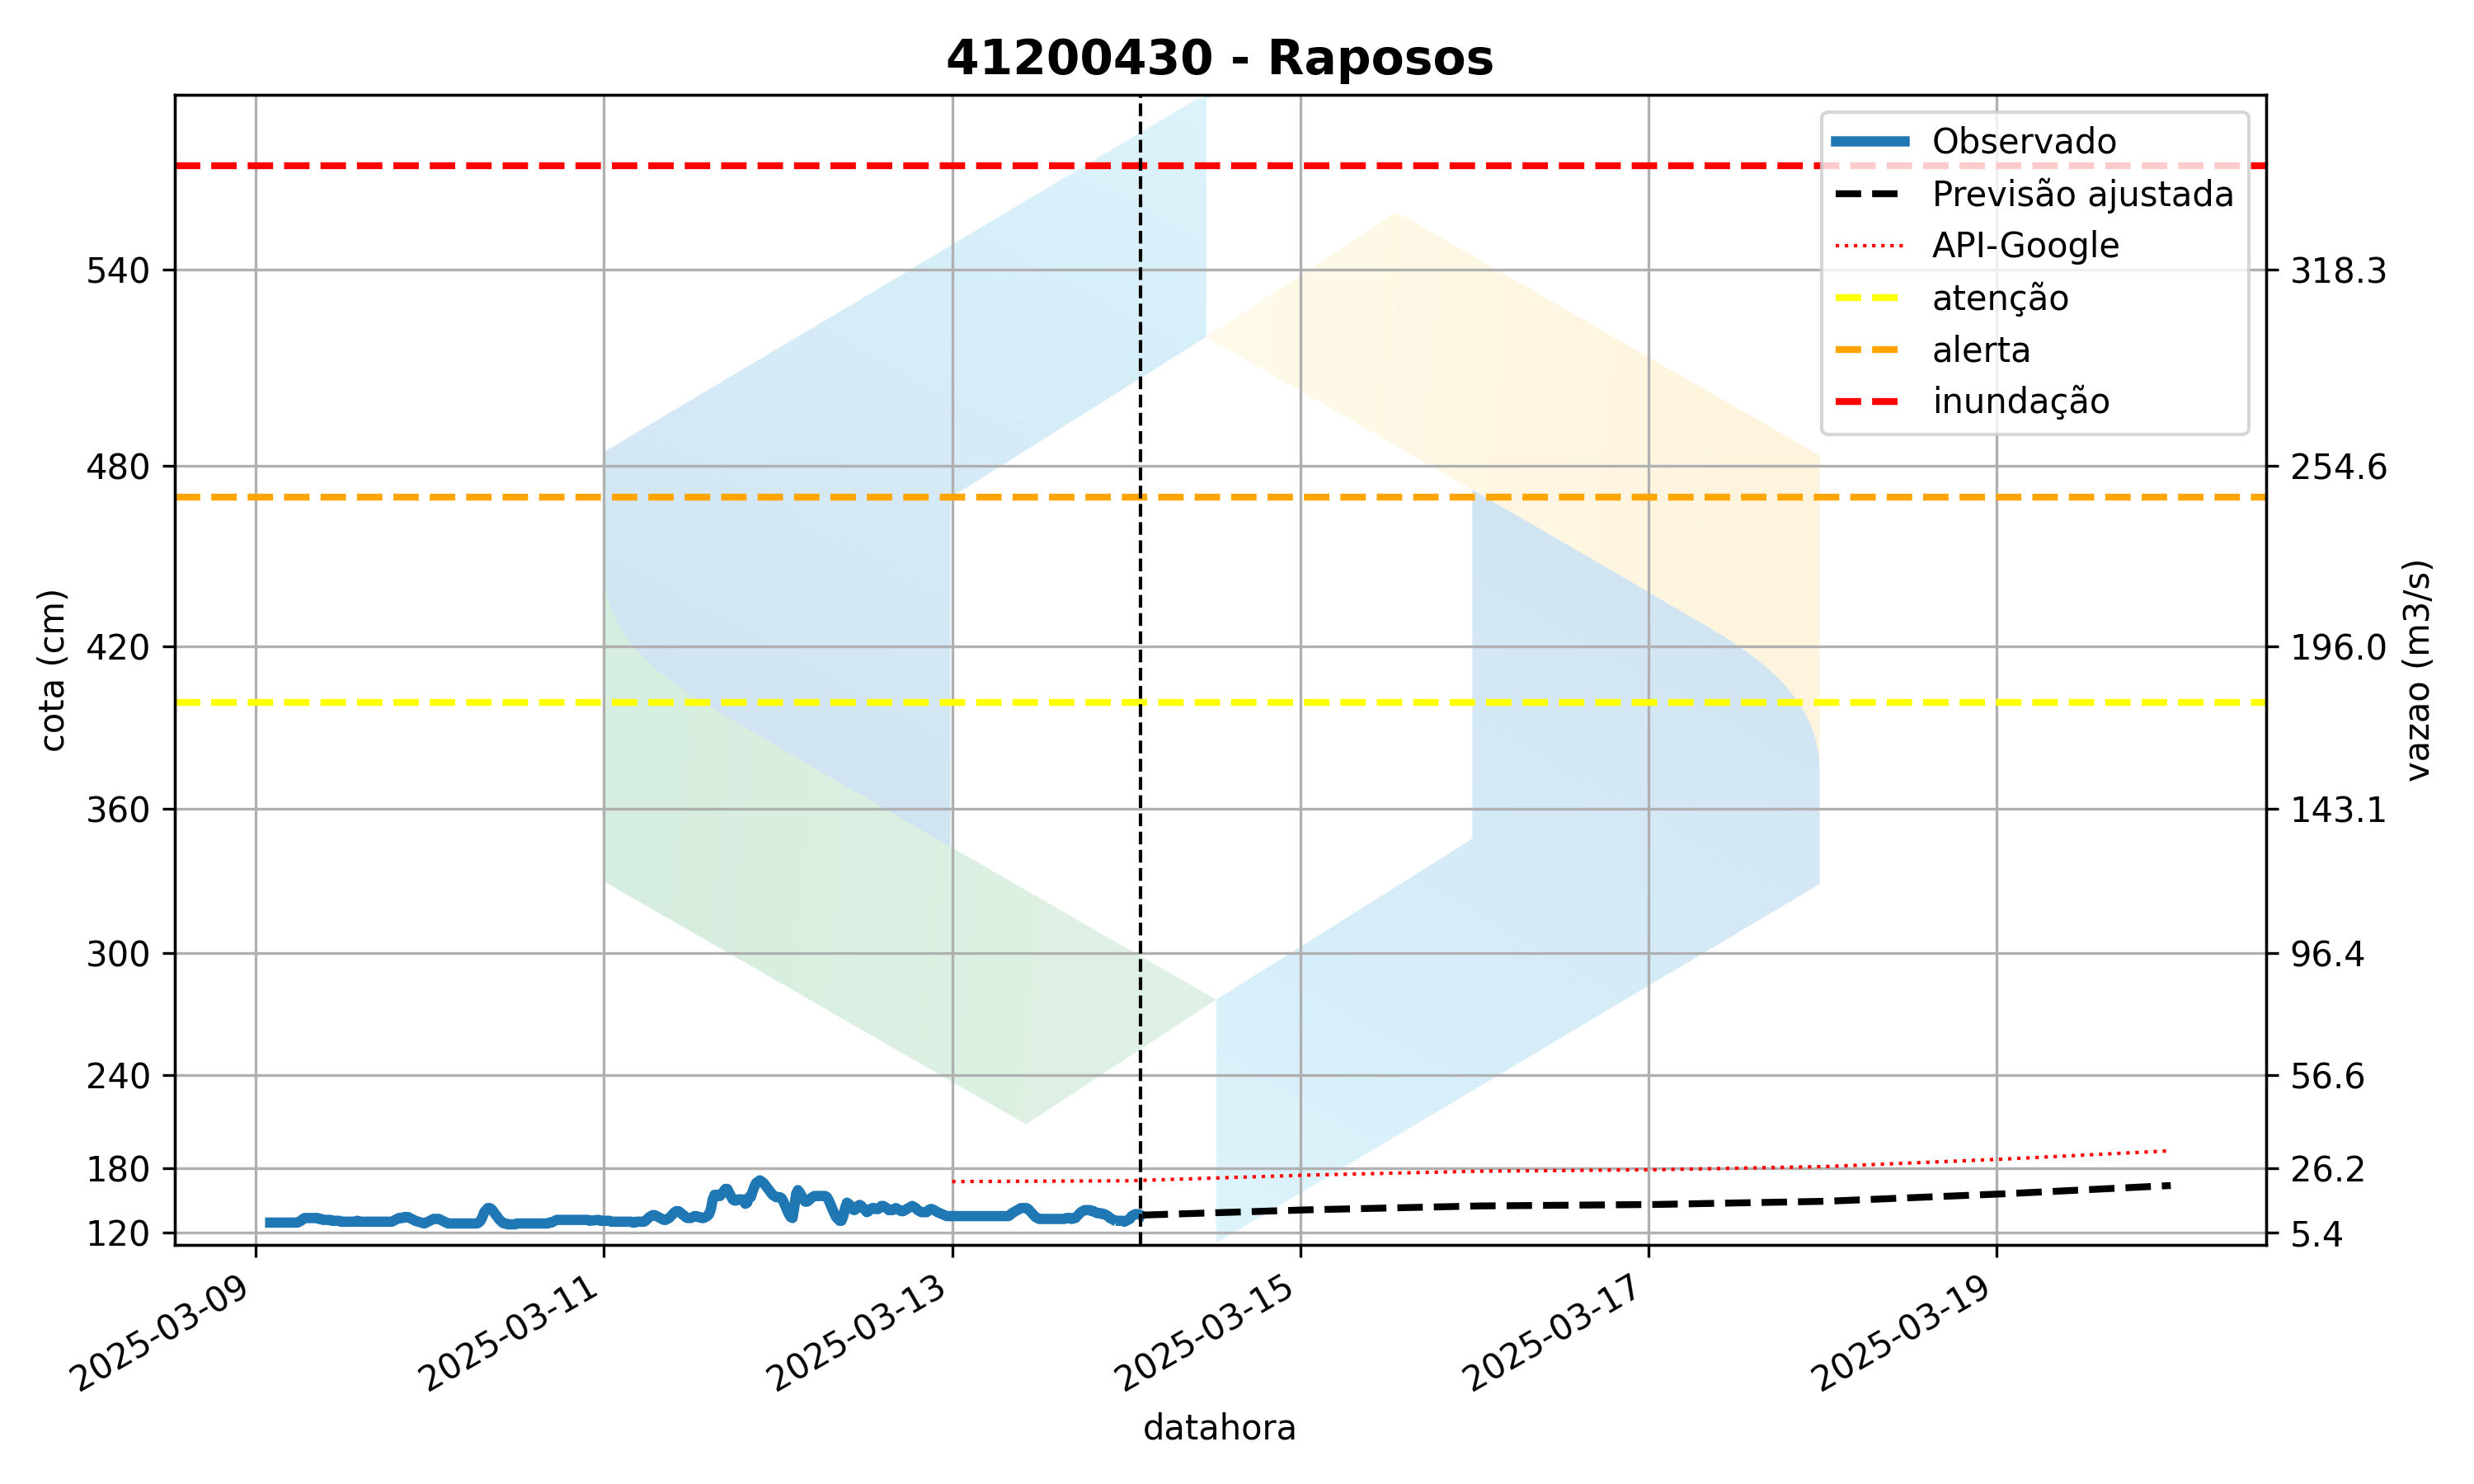 41200430 - Raposos
Observado
Previsão ajustada
API-Google
atenção
alerta
inundação
540
480
420
360
300
240
180
120
cota (cm)
318.3
254.6
196.0
143.1
96.4
56.6
26.2
5.4
vazao (m3/s)
2025-03-09
2025-03-11
2025-03-13
2025-03-15
2025-03-17
2025-03-19
datahora